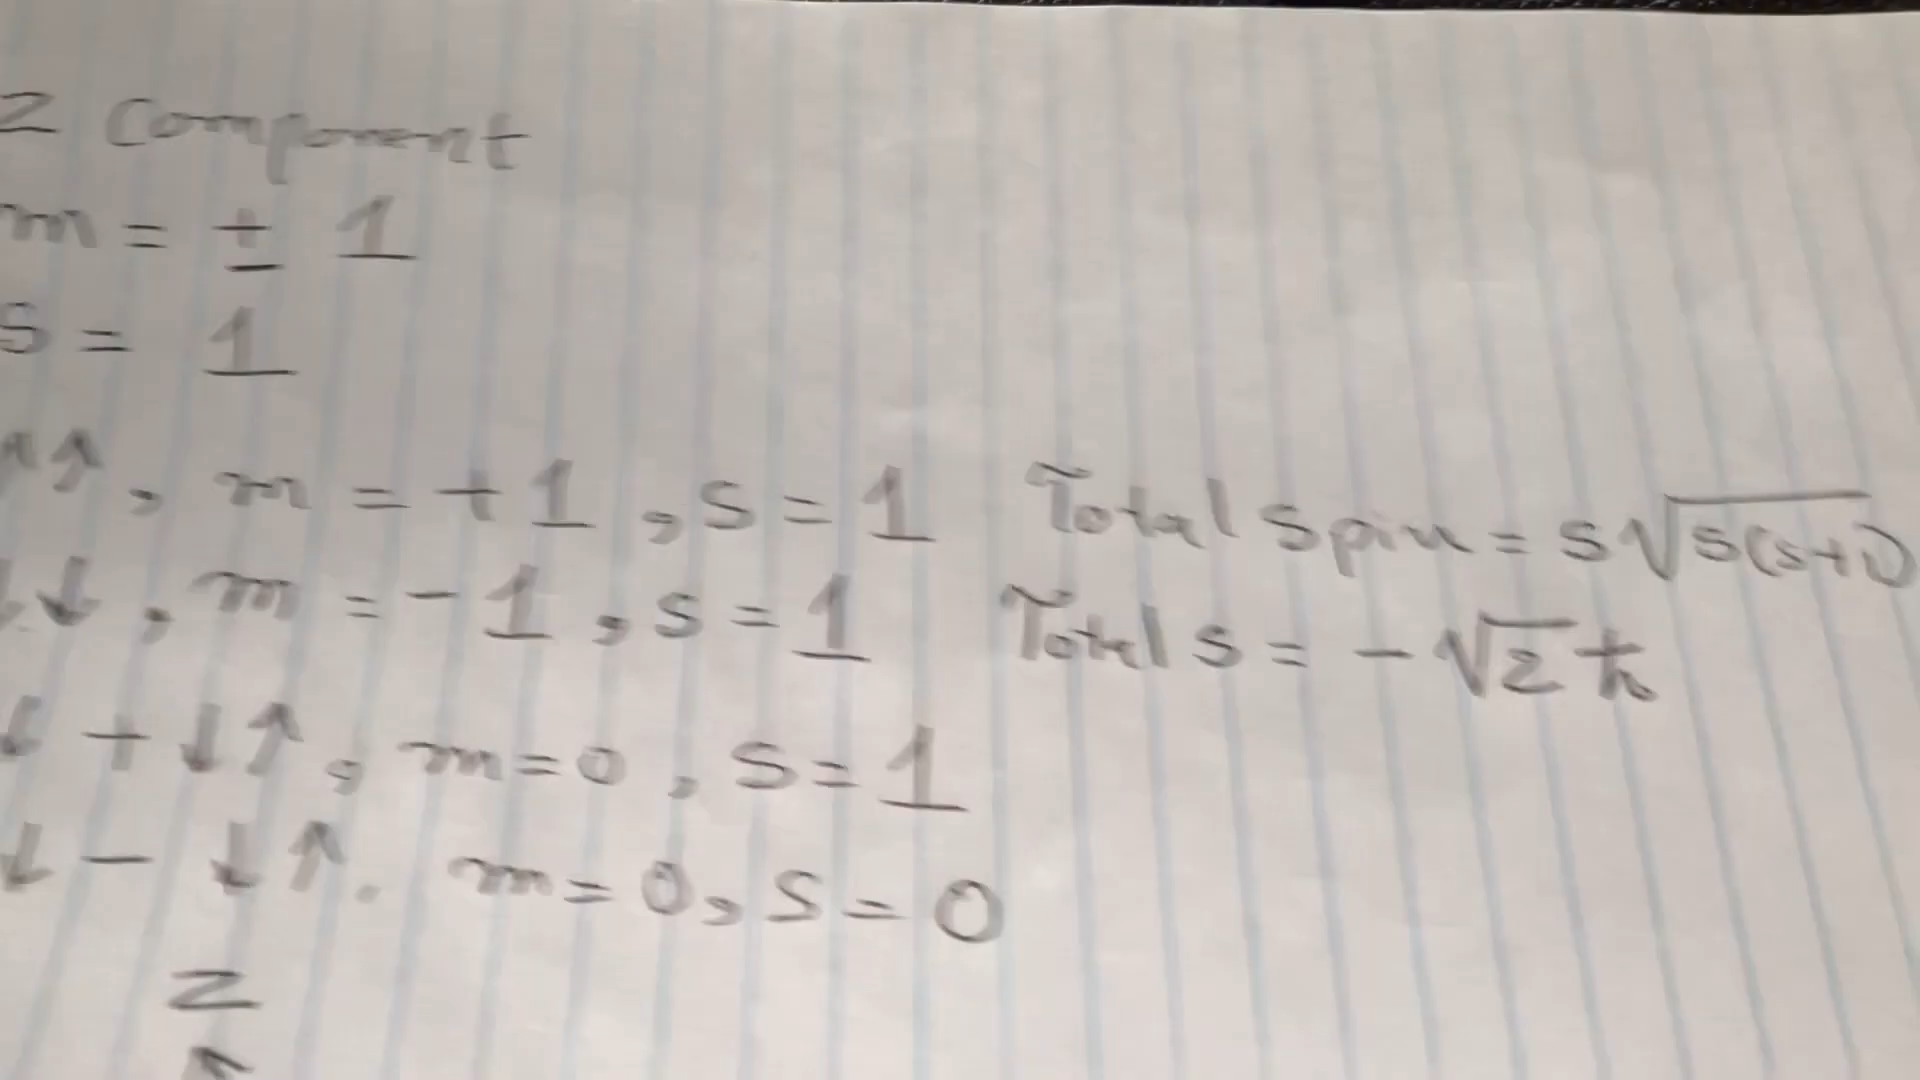 Z Component
m = ± 1
S = 1
↑↑, m = +1, S = 1 Total Spin = S√S(S+1)
↓↓, m = -1, S = 1 Total S = -√2 ħ
↓ + ↓↑, m=0, S=1
↓ - ↓↑. m=0, S=0
Z